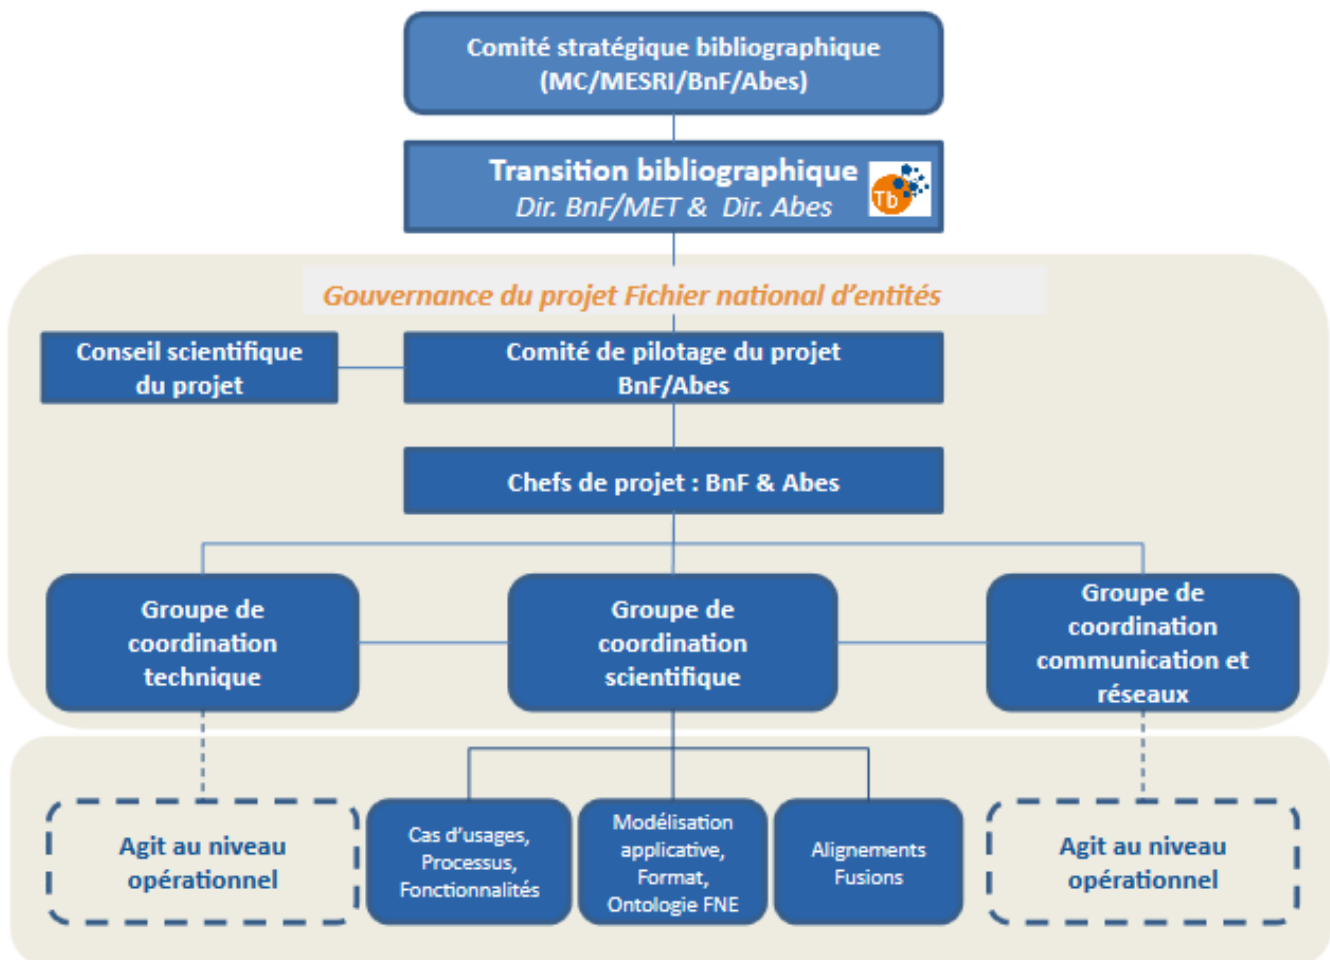 Comité stratégique bibliographique
(MC/MESRI/BnF/Abes)
Transition bibliographique
Dir. BnF/MET & Dir. Abes
Tb
Gouvernance du projet Fichier national d’entités
Conseil scientifique
du projet
Comité de pilotage du projet
BnF/Abes
Chefs de projet : BnF & Abes
Groupe de
coordination
technique
Groupe de
coordination
scientifique
Groupe de
coordination
communication et
réseaux
Agit au niveau
opérationnel
Cas d’usages,
Processus,
Fonctionnalités
Modélisation
applicative,
Format,
Ontologie FNE
Alignements
Fusions
Agit au niveau
opérationnel